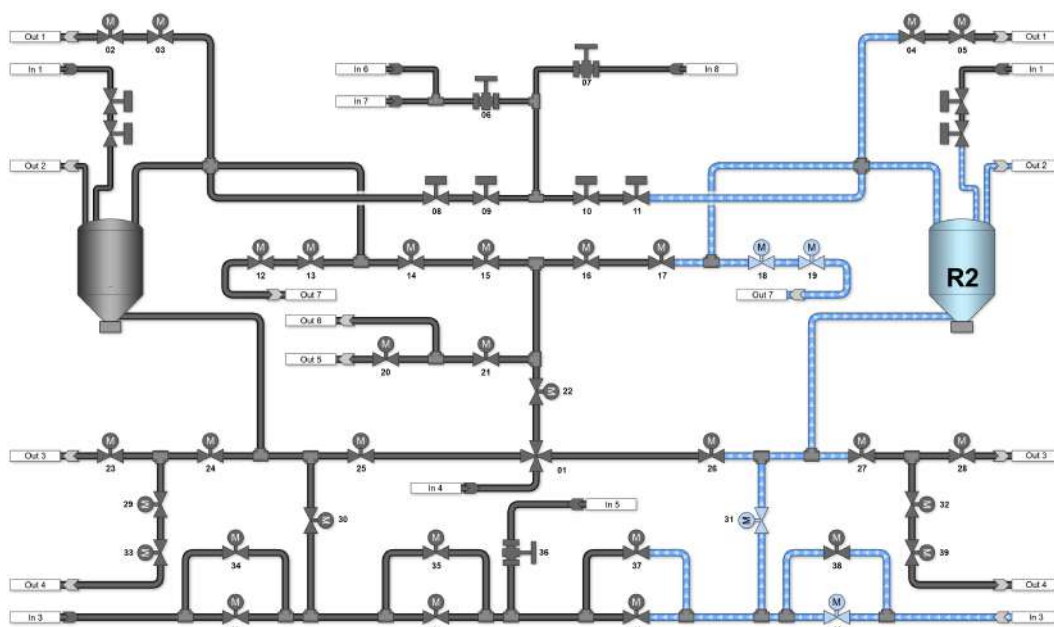 Out 1
M
M
M
M
Out 1
02
03
04
05
In 1
In 6
07
In 8
In 1
In 7
06
Out 2
Out 2
08
09
10
11
M
M
M
M
M
M
M
M
R2
12
13
14
15
16
17
18
19
Out 7
Out 7
Out 6
M
M
Out 5
20
21
M
22
M
M
M
M
M
M
Out 3
Out 3
23
24
25
01
26
27
28
In 4
29
M
In 5
M
32
M
30
31
M
33
M
M
M
36
M
M
M
39
34
35
37
38
Out 4
Out 4
M
M
M
M
In 3
In 3